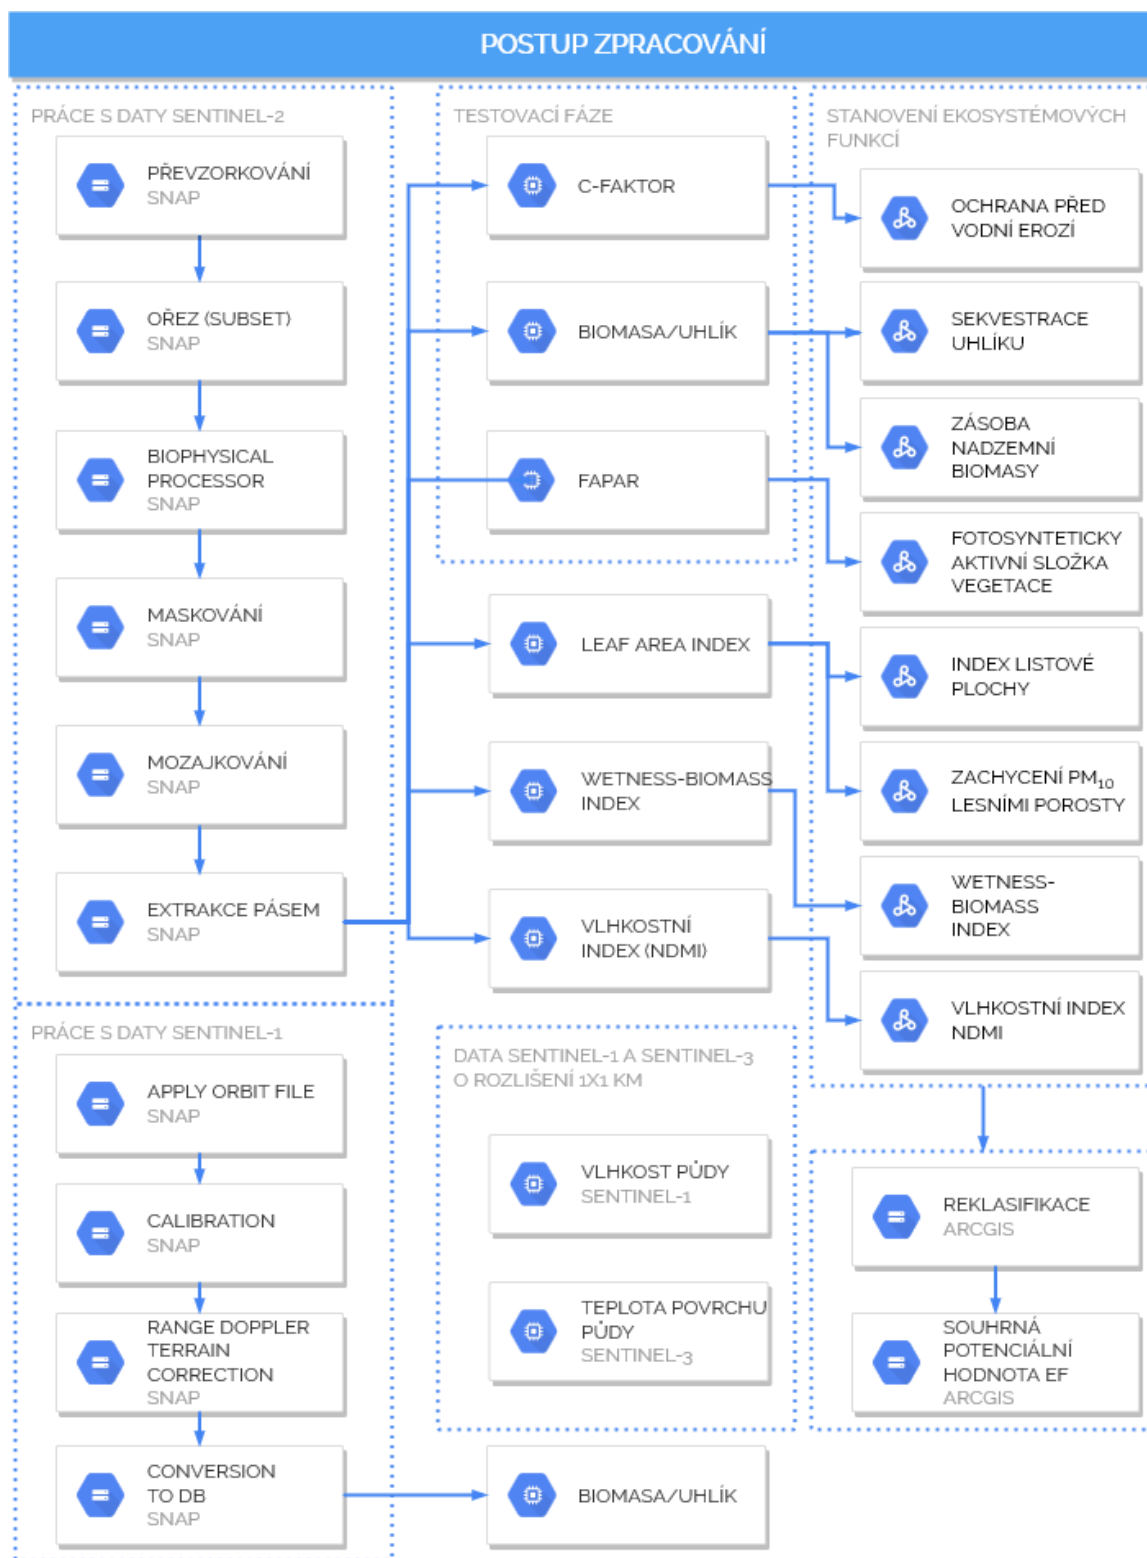 POSTUP ZPRACOVÁNÍ
PRÁCE S DATY SENTINEL-2
PŘEVZORKOVÁNÍ
SNAP
OŘEZ (SUBSET)
SNAP
BIOPHYSICAL
PROCESSOR
SNAP
MASKOVÁNÍ
SNAP
MOZAJKOVÁNÍ
SNAP
EXTRAKCE PÁSEM
SNAP
PRÁCE S DATY SENTINEL-1
APPLY ORBIT FILE
SNAP
CALIBRATION
SNAP
RANGE DOPPLER
TERRAIN
CORRECTION
SNAP
CONVERSION
TO DB
SNAP
TESTOVACÍ FÁZE
C-FAKTOR
BIOMASA/UHLÍK
FAPAR
LEAF AREA INDEX
WETNESS-BIOMASS
INDEX
VLHKOSTNÍ
INDEX (NDMI)
DATA SENTINEL-1 A SENTINEL-3
O ROZLIŠENÍ 1X1 KM
VLHKOST PŮDY
SENTINEL-1
TEPLOTA POVRCHU
PŮDY
SENTINEL-3
BIOMASA/UHLÍK
STANOVENÍ EKOSYSTÉMOVÝCH
FUNKCÍ
OCHRANA PŘED
VODNÍ EROZÍ
SEKVESTRACE
UHLÍKU
ZÁSOBA
NADZEMNÍ
BIOMASY
FOTOSYNTETICKY
AKTIVNÍ SLOŽKA
VEGETACE
INDEX LISTOVÉ
PLOCHY
ZACHYCENÍ PM₁₀
LESNÍMI POROSTY
WETNESS-
BIOMASS
INDEX
VLHKOSTNÍ INDEX
NDMI
REKLASIFIKACE
ARCGIS
SOUHRNÁ
POTENCIÁLNÍ
HODNOTA EF
ARCGIS